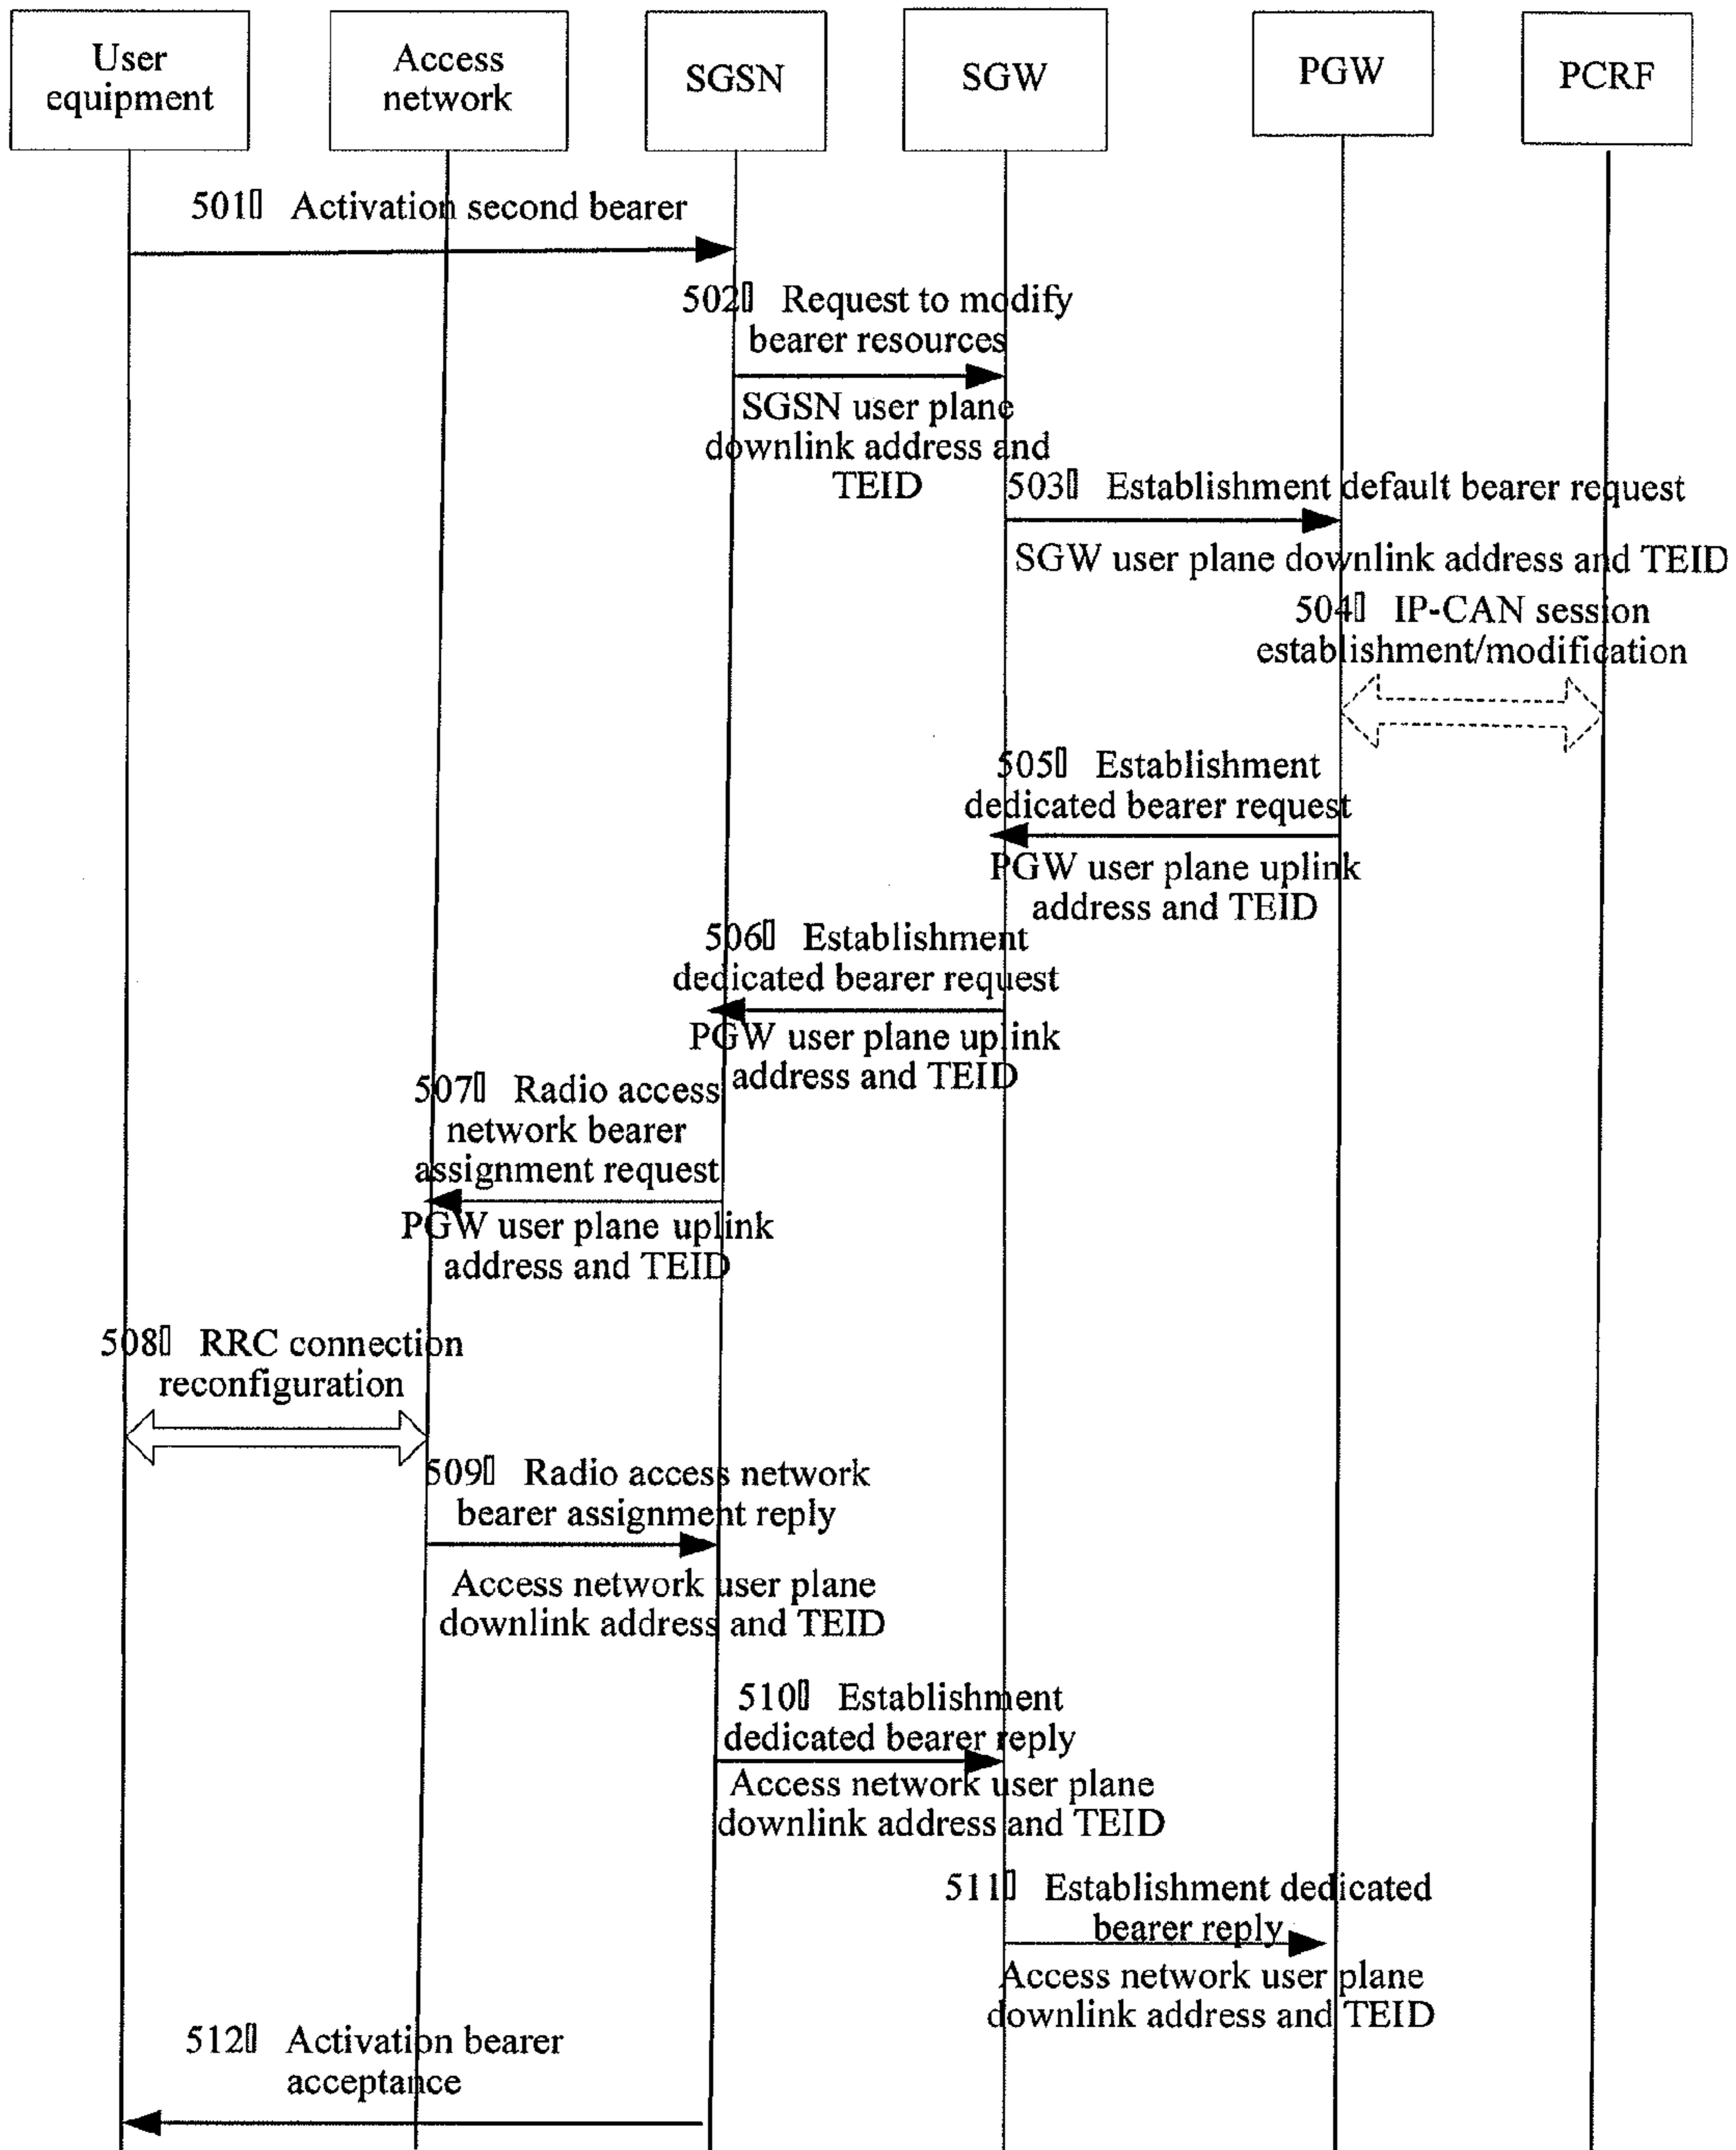 User
equipment
Access
network
SGSN
SGW
PGW
PCRF
501▯ Activation second bearer
502▯ Request to modify
bearer resources
SGSN user plane
downlink address and
TEID
503▯ Establishment default bearer request
SGW user plane downlink address and TEID
504▯ IP-CAN session
establishment/modification
505▯ Establishment
dedicated bearer request
PGW user plane uplink
address and TEID
506▯ Establishment
dedicated bearer request
PGW user plane uplink
address and TEID
507▯ Radio access
network bearer
assignment request
PGW user plane uplink
address and TEID
508▯ RRC connection
reconfiguration
509▯ Radio access network
bearer assignment reply
Access network user plane
downlink address and TEID
510▯ Establishment
dedicated bearer reply
Access network user plane
downlink address and TEID
511▯ Establishment dedicated
bearer reply
Access network user plane
downlink address and TEID
512▯ Activation bearer
acceptance